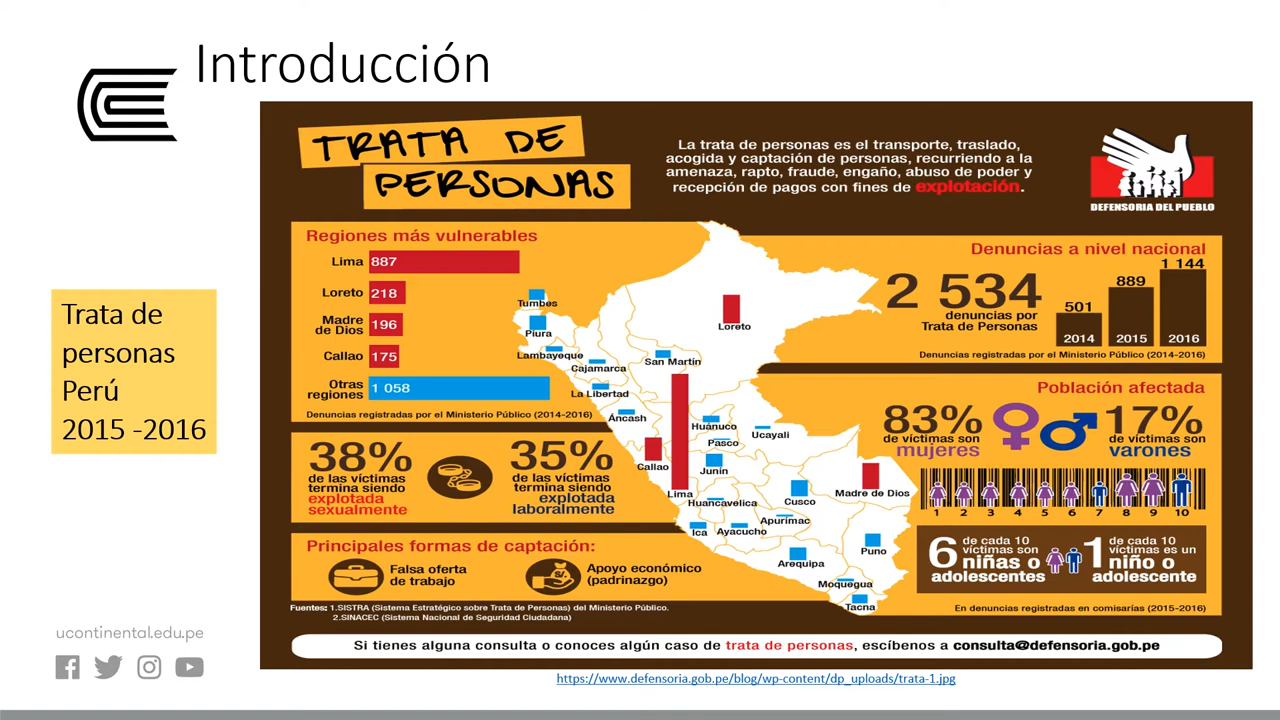 Introducción
Trata de
personas
Perú
2015 -2016
ucontinental.edu.pe
TRATA DE
PERSONAS
La trata de personas es el transporte, traslado,
acogida y captación de personas, recurriendo a la
amenaza, rapto, fraude, engaño, abuso de poder y
recepción de pagos con fines de explotación.
DEFENSORIA DEL PUEBLO
Regiones más vulnerables
Lima 887
Loreto 218
Madre
de Dios 196
Callao 175
Otras
regiones 1 058
Denuncias registradas por el Ministerio Público (2014-2016)
38%
de las víctimas
termina siendo
explotada
sexualmente
35%
de las víctimas
termina siendo
explotada
laboralmente
Principales formas de captación:
Falsa oferta
de trabajo
Apoyo económico
(padrinazgo)
Fuentes: 1.SISTRA (Sistema Estratégico sobre Trata de Personas) del Ministerio Público.
2.SINACEC (Sistema Nacional de Seguridad Ciudadana)
Tumbes
Piura
Lambayeque
Cajamarca
San Martín
Loreto
La Libertad
Áncash
Huánuco
Pasco
Ucayali
Callao
Junín
Lima
Huancavelica
Cusco
Madre de Dios
Ica
Ayacucho
Apurímac
Puno
Arequipa
Moquegua
Tacna
Denuncias a nivel nacional
2 534
denuncias por
Trata de Personas
501
889
1 144
2014
2015
2016
Denuncias registradas por el Ministerio Público (2014-2016)
Población afectada
83%
de víctimas son
mujeres
17%
de víctimas son
varones
1 2 3 4 5 6 7 8 9 10
6 de cada 10
víctimas son
niñas o
adolescentes
1 de cada 10
víctimas es un
niño o
adolescente
En denuncias registradas en comisarías (2015-2016)
Si tienes alguna consulta o conoces algún caso de trata de personas, escíbenos a consulta@defensoria.gob.pe
https://www.defensoria.gob.pe/blog/wp-content/dp_uploads/trata-1.jpg